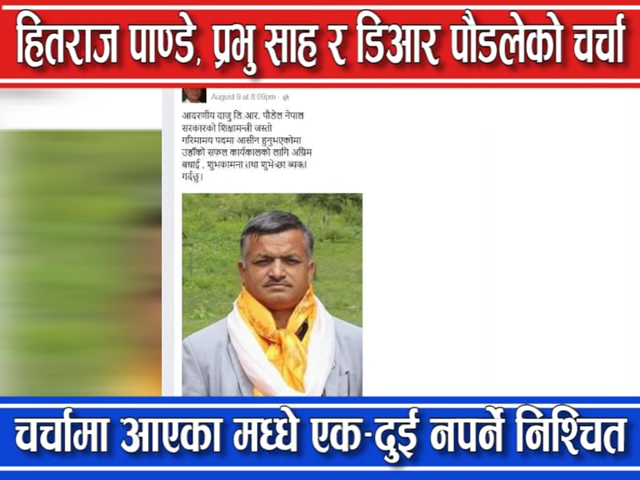 हितराज पाण्डे, प्रभु साह र डिआर पौडलेको चर्चा
August 9 at 8:09pm ·
आदरणीय दाजु डि.आर. पौडेल नेपाल
सरकारको शिक्षामन्त्री जस्तो
गरिमामय पदमा आसीन हुनुभएकोमा
उहाँको सफल कार्यकालको लागि अग्रिम
बधाई , शुभकामना तथा शुभेच्छा ब्यक्त
गर्दछु।
चर्चामा आएका मध्धे एक-दुई नपर्ने निश्चित